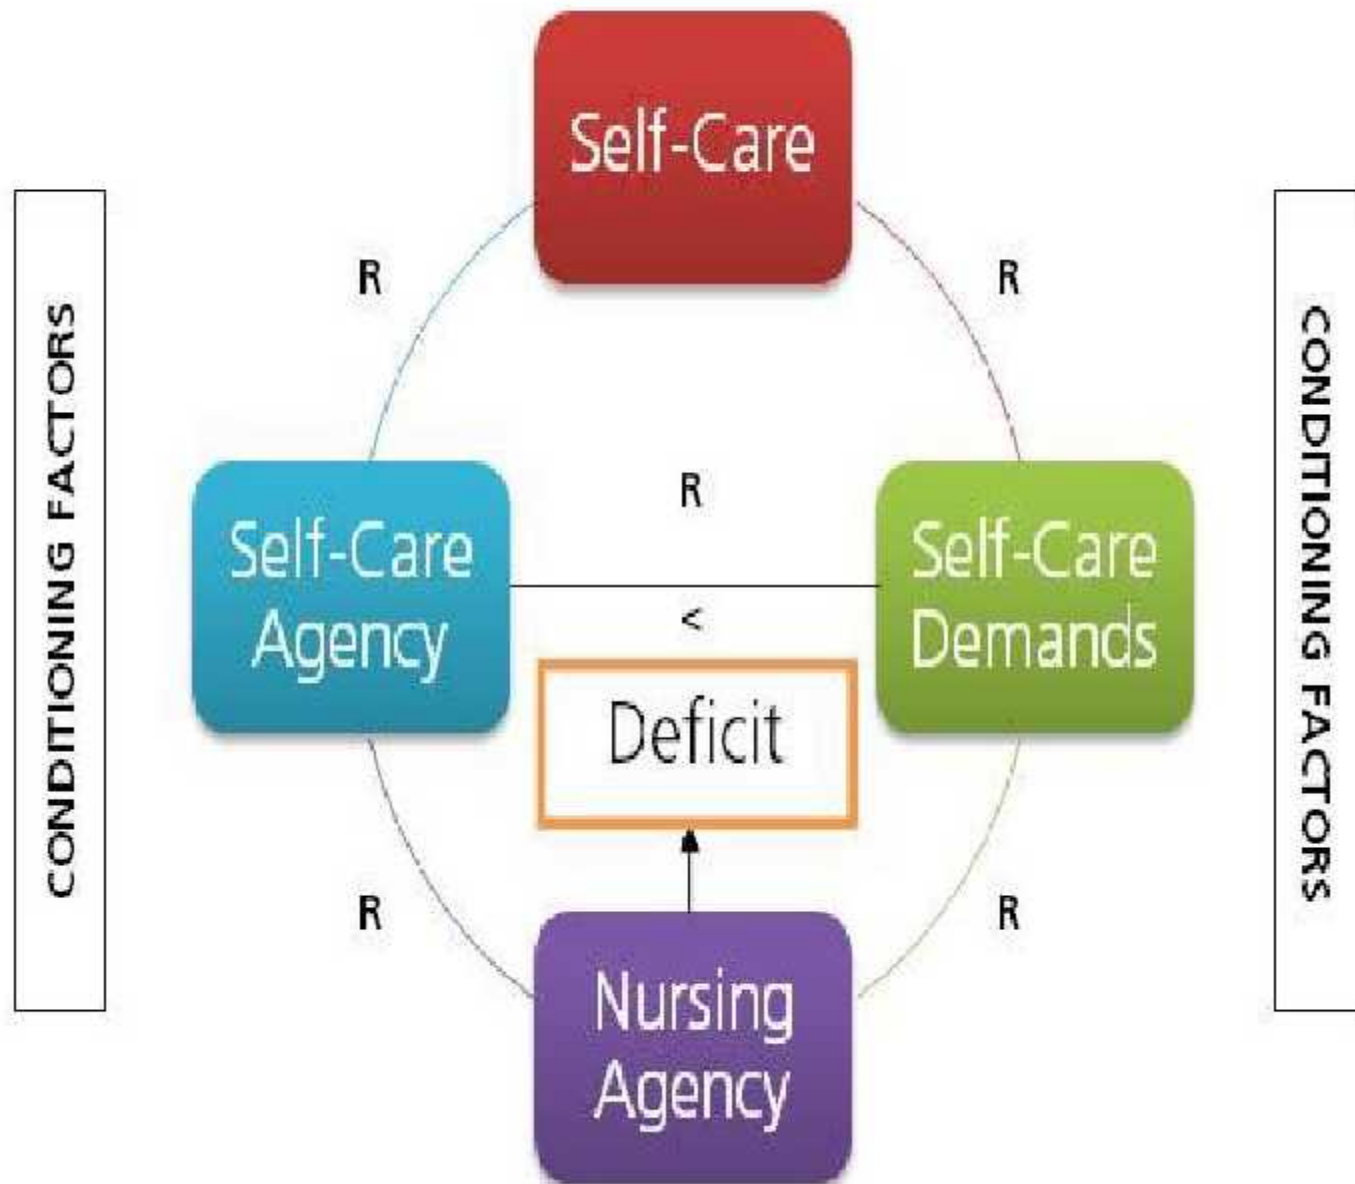 Self-Care
R
R
CONDITIONING FACTORS
CONDITIONING FACTORS
R
Self-Care
Agency
Self-Care
Demands
<
Deficit
R
R
Nursing
Agency